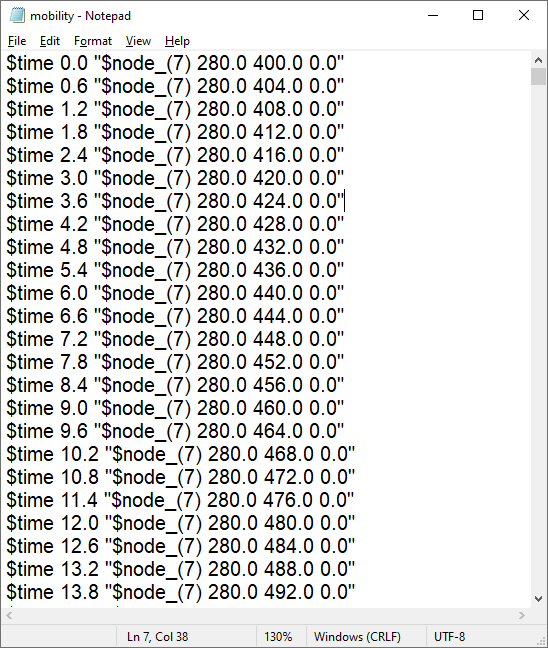 mobility - Notepad
File Edit Format View Help
$time 0.0 "$node_(7) 280.0 400.0 0.0"
$time 0.6 "$node_(7) 280.0 404.0 0.0"
$time 1.2 "$node_(7) 280.0 408.0 0.0"
$time 1.8 "$node_(7) 280.0 412.0 0.0"
$time 2.4 "$node_(7) 280.0 416.0 0.0"
$time 3.0 "$node_(7) 280.0 420.0 0.0"
$time 3.6 "$node_(7) 280.0 424.0 0.0"
$time 4.2 "$node_(7) 280.0 428.0 0.0"
$time 4.8 "$node_(7) 280.0 432.0 0.0"
$time 5.4 "$node_(7) 280.0 436.0 0.0"
$time 6.0 "$node_(7) 280.0 440.0 0.0"
$time 6.6 "$node_(7) 280.0 444.0 0.0"
$time 7.2 "$node_(7) 280.0 448.0 0.0"
$time 7.8 "$node_(7) 280.0 452.0 0.0"
$time 8.4 "$node_(7) 280.0 456.0 0.0"
$time 9.0 "$node_(7) 280.0 460.0 0.0"
$time 9.6 "$node_(7) 280.0 464.0 0.0"
$time 10.2 "$node_(7) 280.0 468.0 0.0"
$time 10.8 "$node_(7) 280.0 472.0 0.0"
$time 11.4 "$node_(7) 280.0 476.0 0.0"
$time 12.0 "$node_(7) 280.0 480.0 0.0"
$time 12.6 "$node_(7) 280.0 484.0 0.0"
$time 13.2 "$node_(7) 280.0 488.0 0.0"
$time 13.8 "$node_(7) 280.0 492.0 0.0"
Ln 7, Col 38 130% Windows (CRLF) UTF-8